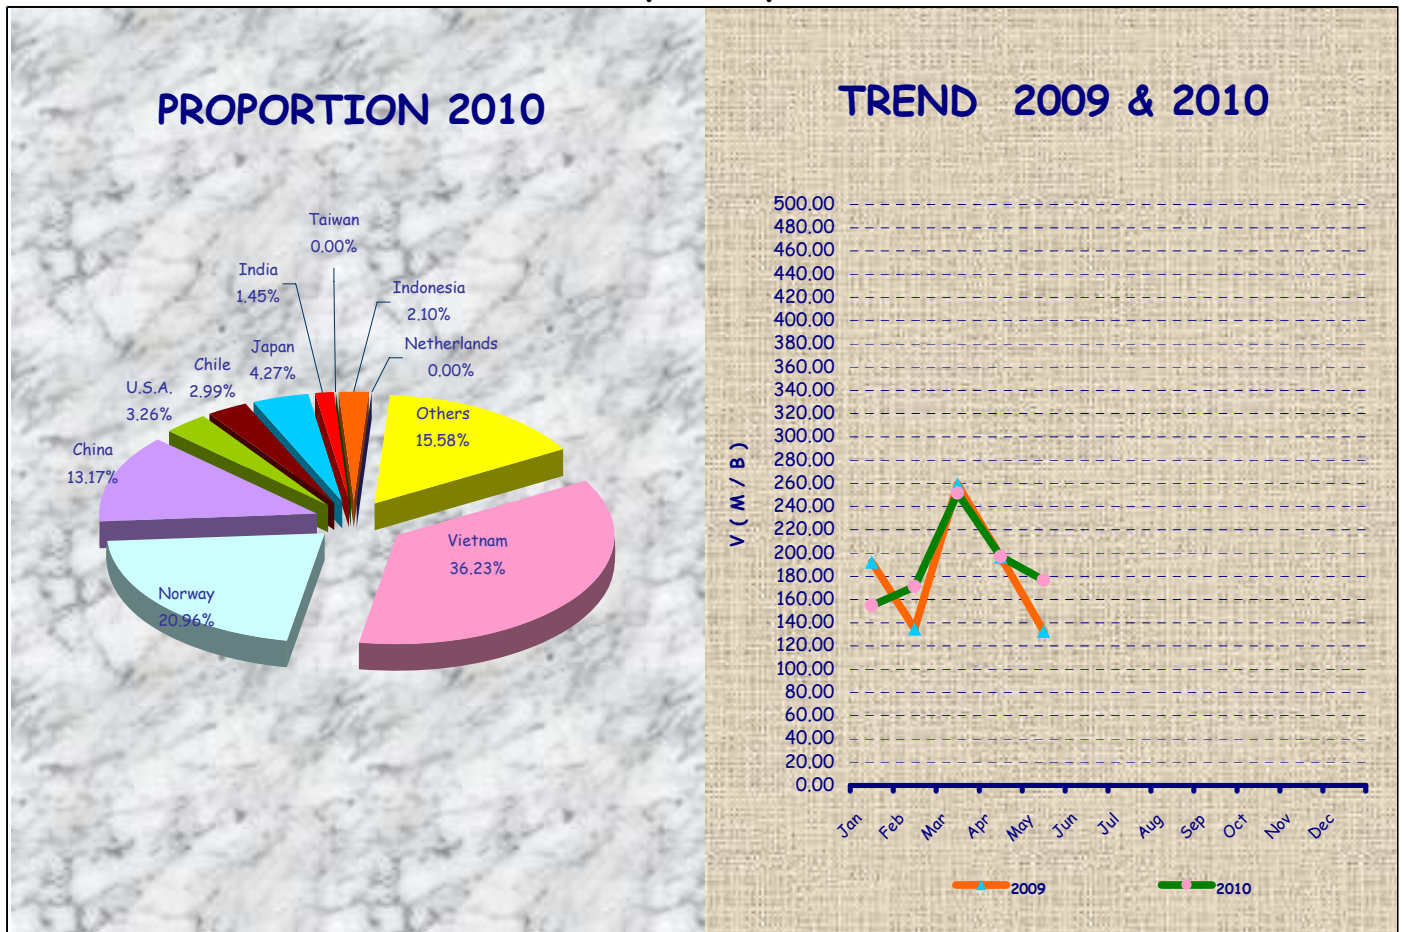 PROPORTION 2010
Taiwan
0.00%
India
1.45%
Indonesia
2.10%
Netherlands
0.00%
Japan
4.27%
Chile
2.99%
U.S.A.
3.26%
Others
15.58%
China
13.17%
Vietnam
36.23%
Norway
20.96%
TREND 2009 & 2010
500.00
480.00
460.00
440.00
420.00
400.00
380.00
360.00
340.00
320.00
300.00
280.00
260.00
240.00
220.00
200.00
180.00
160.00
140.00
120.00
100.00
80.00
60.00
40.00
20.00
0.00
V ( M / B )
Jan
Feb
Mar
Apr
May
Jun
Jul
Aug
Sep
Oct
Nov
Dec
2009
2010